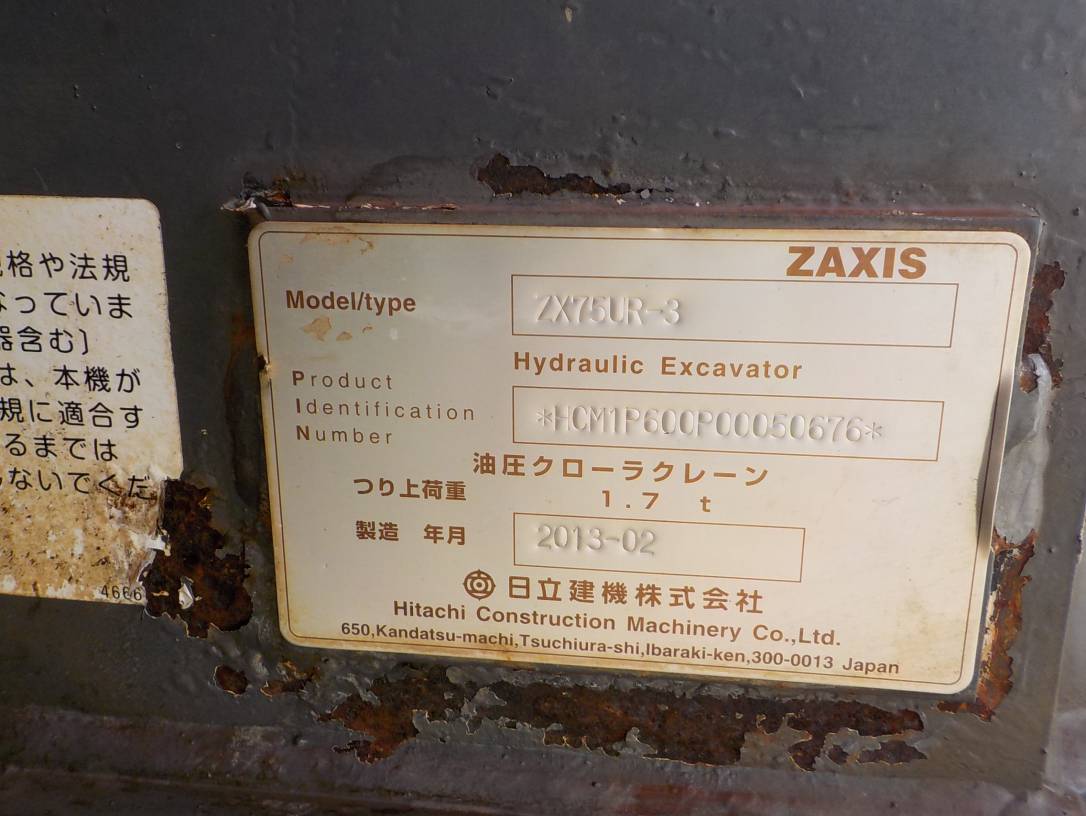 格や法規
なっていま
器含む)
は、本機が
規に適合す
るまでは
ないでくだ
4666
ZAXIS
Model/type
ZX75UR-3
Hydraulic Excavator
Product
Identification
Number
*HCM1P600P00050676*
油圧クローラクレーン
つり上荷重 1.7 t
製造 年月 2013-02
日立建機株式会社
Hitachi Construction Machinery Co.,Ltd.
650,Kandatsu-machi,Tsuchiura-shi,Ibaraki-ken,300-0013 Japan